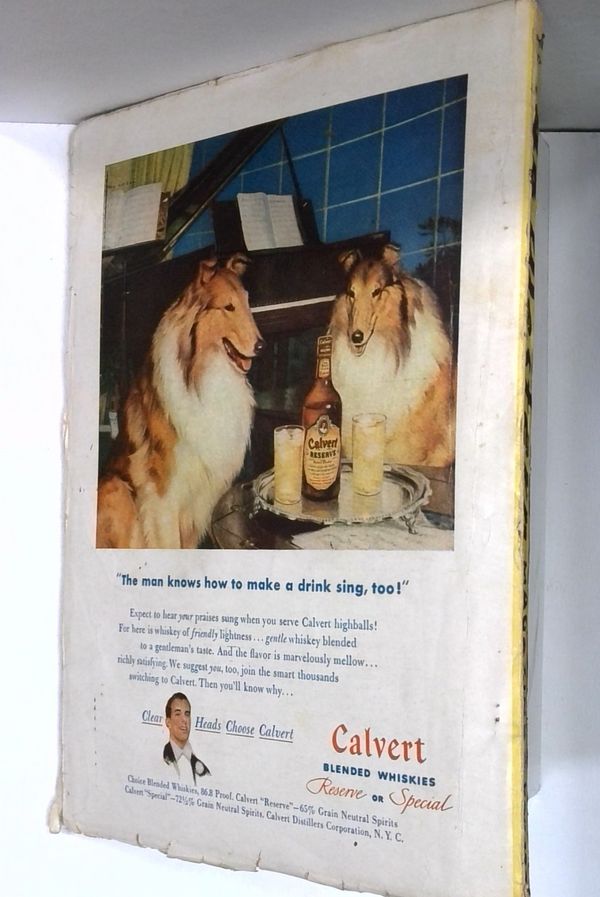 Calvert
RESERVE
"The man knows how to make a drink sing, too!"
Expect to hear your praises sung when you serve Calvert highballs!
For here is whiskey of friendly lightness... gentle whiskey blended
to a gentleman's taste. And the flavor is marvelously mellow...
richly satisfying. We suggest you, too, join the smart thousands
switching to Calvert. Then you'll know why...
Clear Heads Choose Calvert
Calvert
BLENDED WHISKIES
Reserve OR Special
Choice Blended Whiskies, 86.8 Proof. Calvert "Reserve"—65% Grain Neutral Spirits
Calvert "Special"—72½% Grain Neutral Spirits. Calvert Distillers Corporation, N. Y. C.